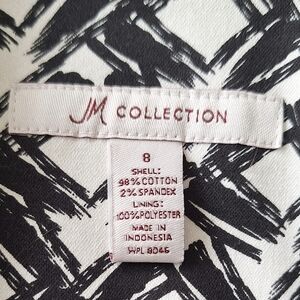 JM COLLECTION
8
SHELL:
98% COTTON
2% SPANDEX
LINING:
100% POLYESTER
MADE IN
INDONESIA
WPL 8046